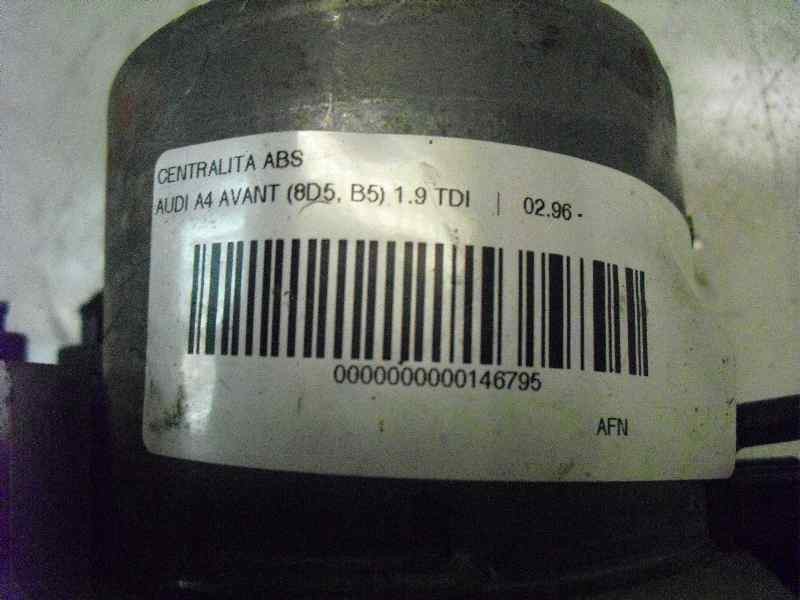 CENTRALITA ABS
AUDI A4 AVANT (8D5, B5) 1.9 TDI | 02.96 -
0000000000146795
AFN